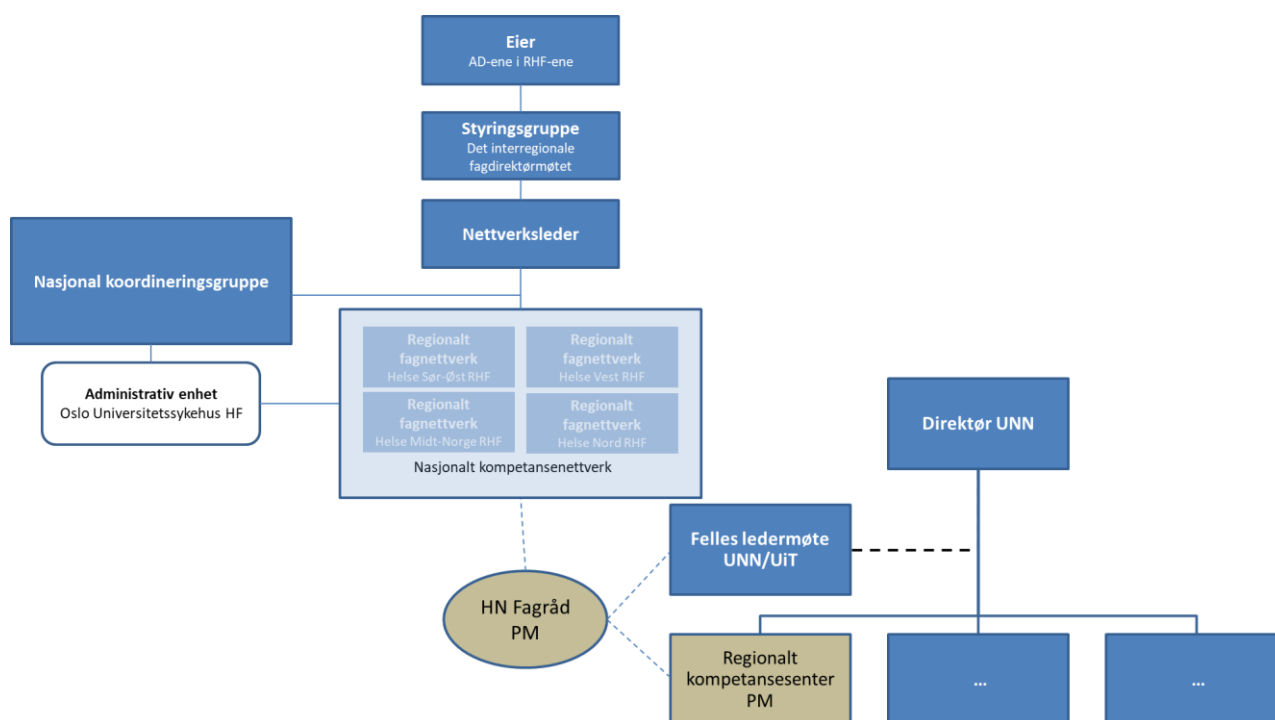 Eier
AD-ene i RHF-ene
Styringsgruppe
Det interregionale
fagdirektørmøtet
Nettverksleder
Nasjonal koordineringsgruppe
Administrativ enhet
Oslo Universitetssykehus HF
Regionalt
fagnettverk
Helse Sør-Øst RHF
Regionalt
fagnettverk
Helse Vest RHF
Regionalt
fagnettverk
Helse Midt-Norge RHF
Regionalt
fagnettverk
Helse Nord RHF
Nasjonalt kompetansenettverk
Direktør UNN
Felles ledermøte
UNN/UiT
HN Fagråd
PM
Regionalt
kompetansesenter
PM
...
...